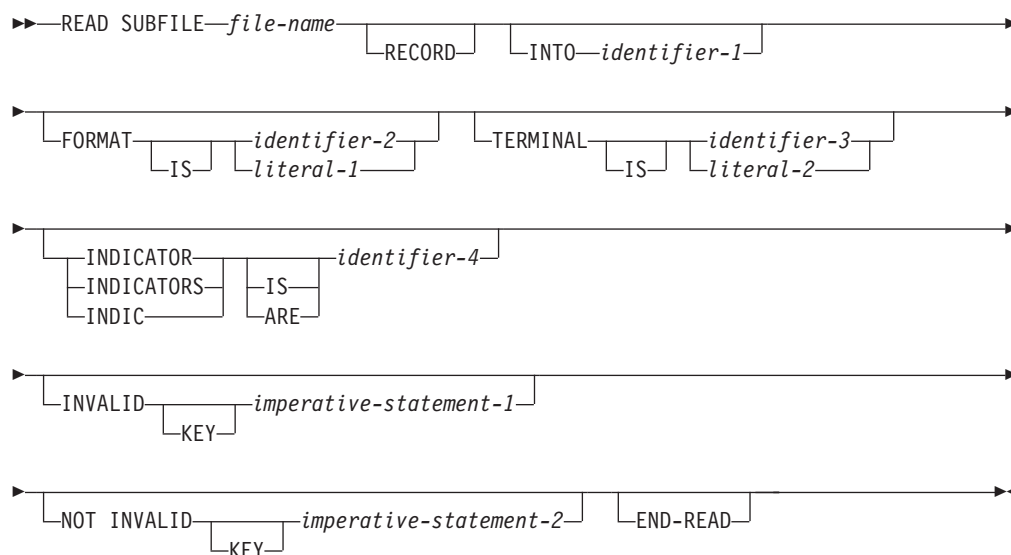 READ SUBFILE file-name
RECORD INTO identifier-1
FORMAT identifier-2 TERMINAL identifier-3
IS literal-1 IS literal-2
INDICATOR identifier-4
INDICATORS IS
INDIC ARE
INVALID imperative-statement-1
KEY
NOT INVALID imperative-statement-2 END-READ
KEY